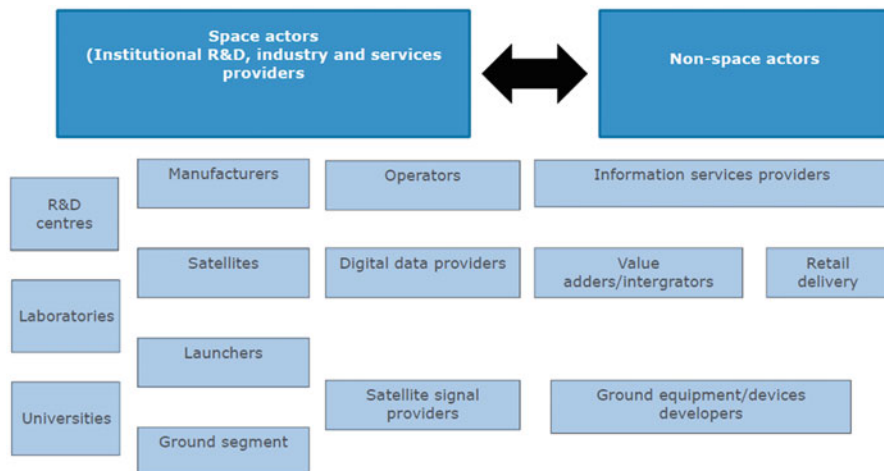 Space actors
(Institutional R&D, industry and services
providers
Non-space actors
R&D
centres
Laboratories
Universities
Manufacturers
Satellites
Launchers
Ground segment
Operators
Digital data providers
Satellite signal
providers
Information services providers
Value
adders/intergrators
Retail
delivery
Ground equipment/devices
developers